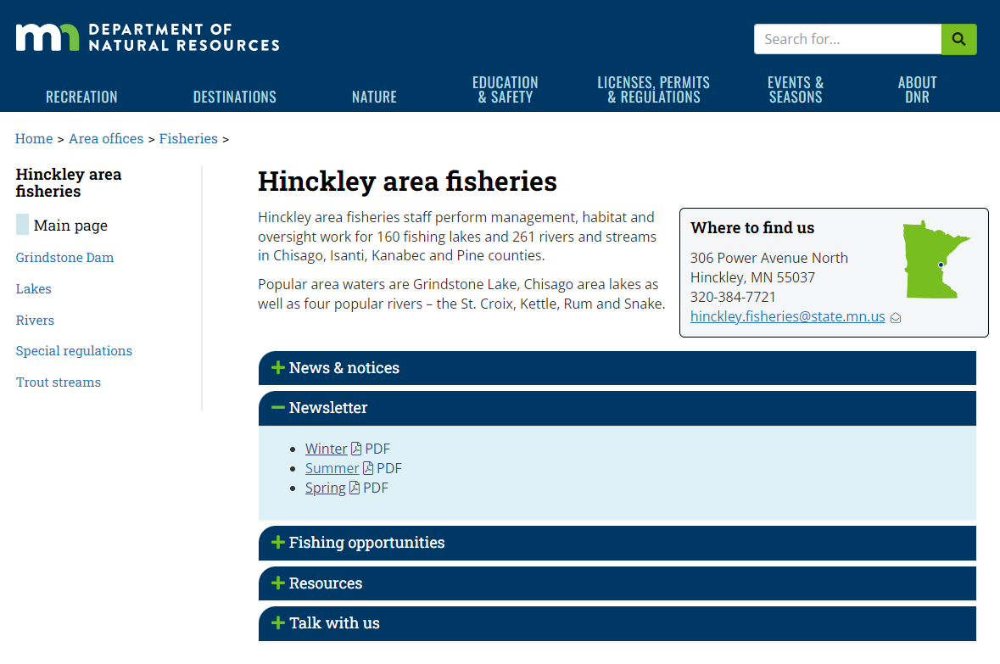 mn DEPARTMENT OF
NATURAL RESOURCES
Search for...
RECREATION
DESTINATIONS
NATURE
EDUCATION
& SAFETY
LICENSES, PERMITS
& REGULATIONS
EVENTS &
SEASONS
ABOUT
DNR
Home > Area offices > Fisheries >
Hinckley area
fisheries
Main page
Grindstone Dam
Lakes
Rivers
Special regulations
Trout streams
Hinckley area fisheries
Hinckley area fisheries staff perform management, habitat and
oversight work for 160 fishing lakes and 261 rivers and streams
in Chisago, Isanti, Kanabec and Pine counties.
Popular area waters are Grindstone Lake, Chisago area lakes as
well as four popular rivers – the St. Croix, Kettle, Rum and Snake.
Where to find us
306 Power Avenue North
Hinckley, MN 55037
320-384-7721
hinckley.fisheries@state.mn.us
News & notices
Newsletter
Winter PDF
Summer PDF
Spring PDF
Fishing opportunities
Resources
Talk with us